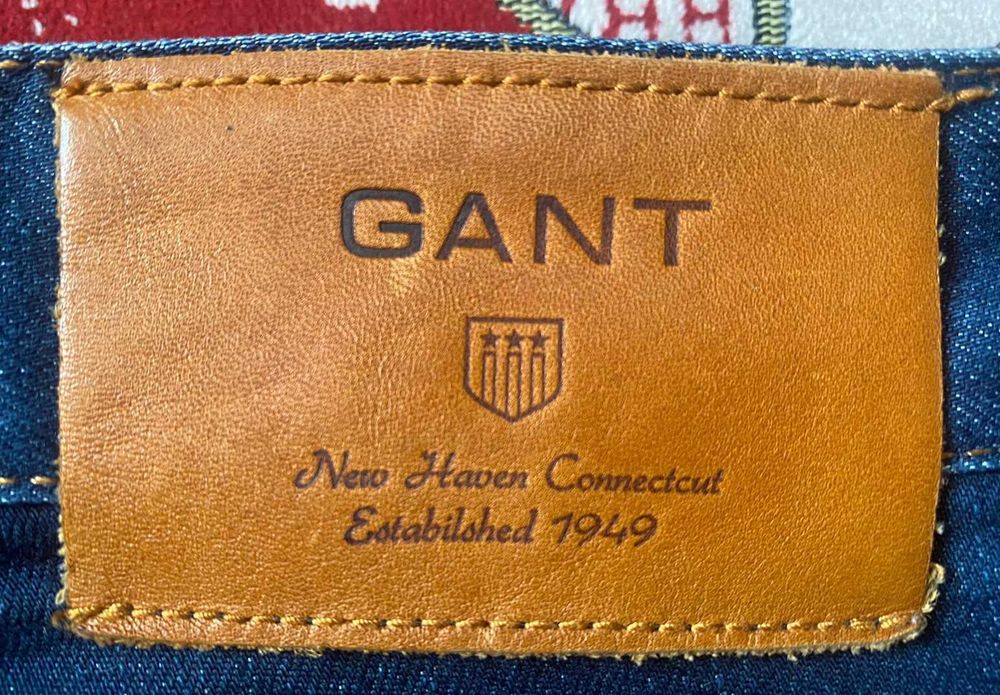 GANT
New Haven Connectcut
Estabilshed 1949